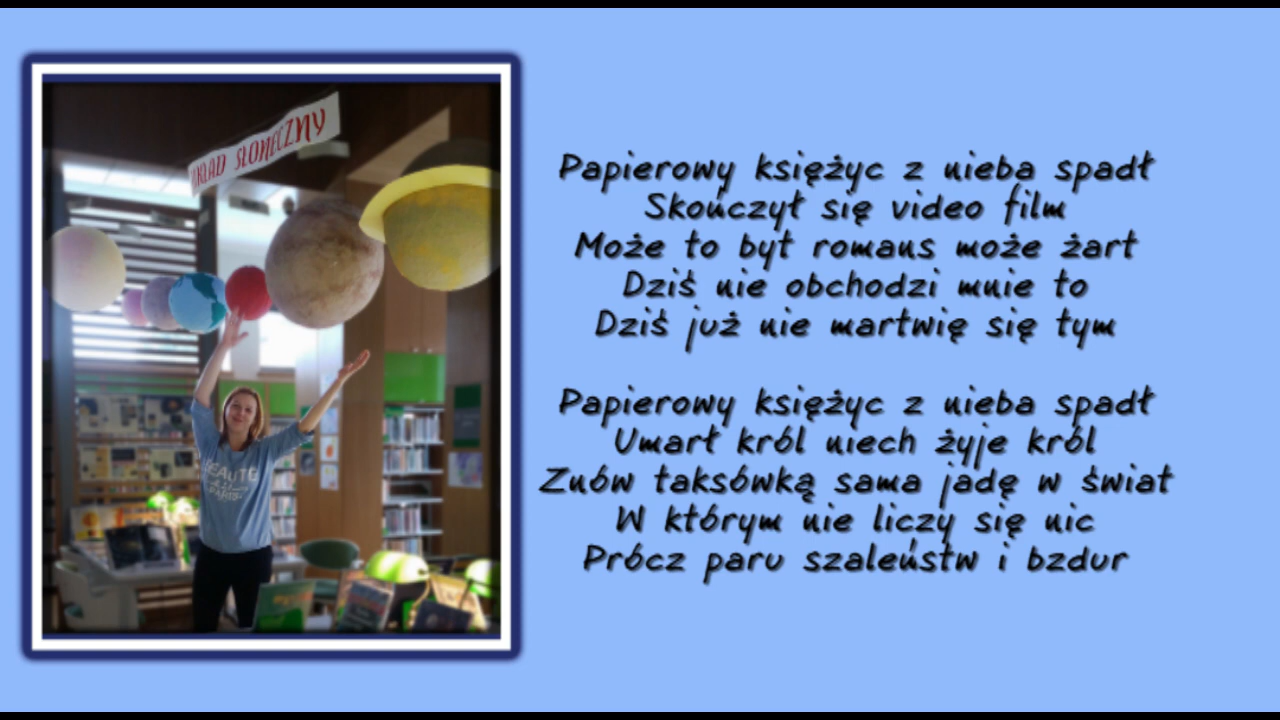 UKŁAD SŁONECZNY
BEAUTÉ
PARIS
Papierowy księżyc z nieba spadł
Skończył się video film
Może to był romans może żart
Dziś nie obchodzi mnie to
Dziś już nie martwię się tym
Papierowy księżyc z nieba spadł
Umarł król niech żyje król
Znów taksówką sama jadę w świat
W którym nie liczy się nic
Prócz paru szaleństw i bzdur